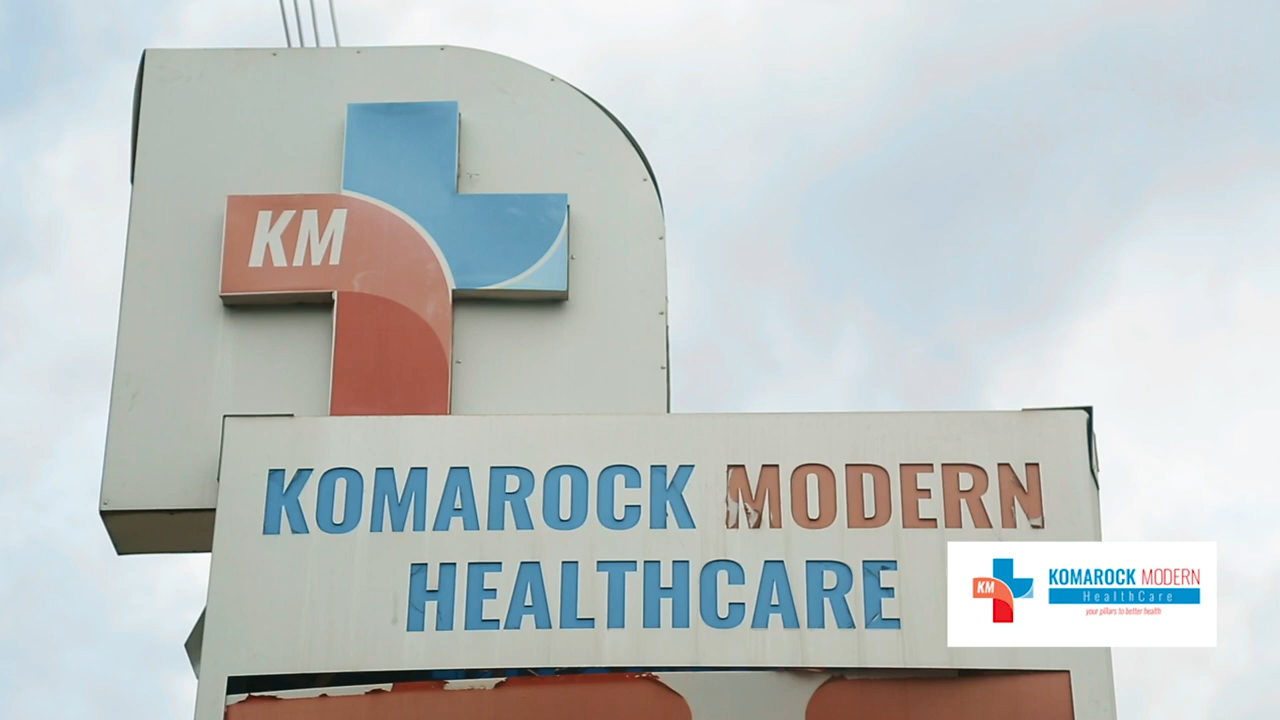 KM
KOMAROCK MODERN
HEALTHCARE
KM
KOMAROCK MODERN
HealthCare
your pillars to better health